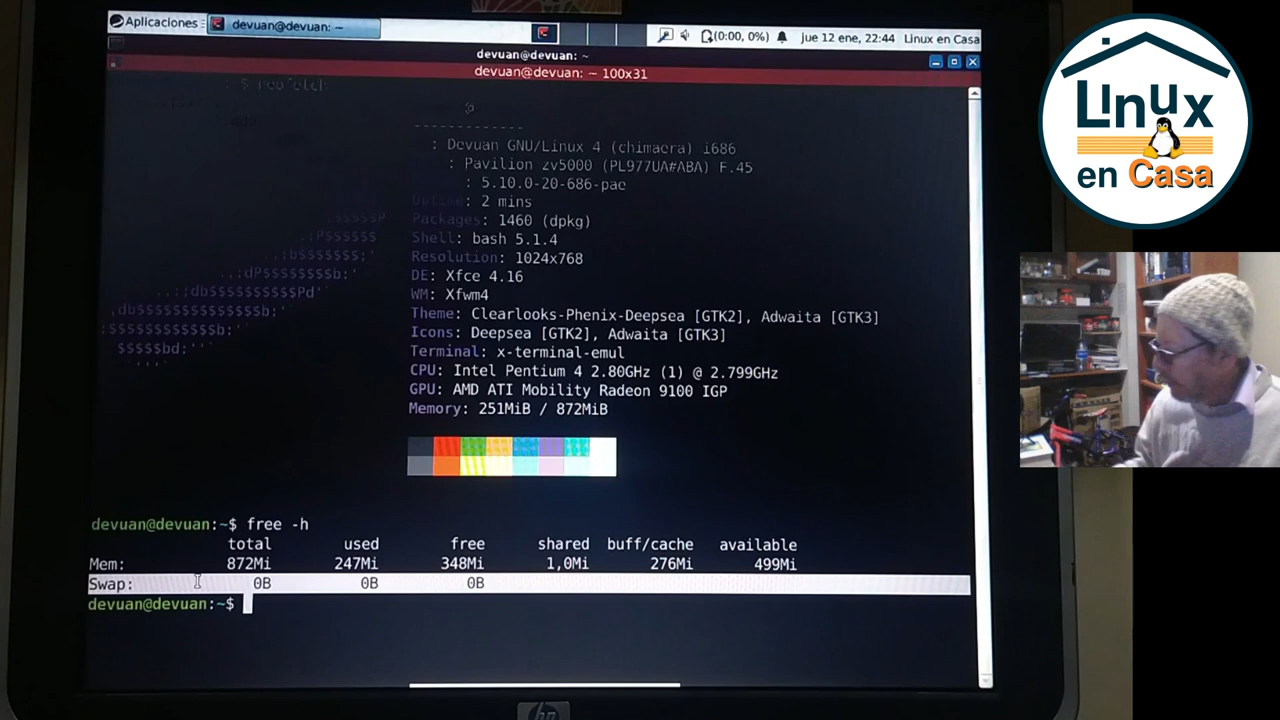 Aplicaciones
devuan@devuan: ~
(0:00, 0%)
jue 12 ene, 22:44
Linux en Casa
devuan@devuan: ~
devuan@devuan: ~ 100x31
$ neofetch
@
-------------
: Devuan GNU/Linux 4 (chimaera) i686
: Pavilion zv5000 (PL977UA#ABA) F.45
: 5.10.0-20-686-pae
Uptime: 2 mins
Packages: 1460 (dpkg)
Shell: bash 5.1.4
Resolution: 1024x768
DE: Xfce 4.16
WM: Xfwm4
Theme: Clearlooks-Phenix-Deepsea [GTK2], Adwaita [GTK3]
Icons: Deepsea [GTK2], Adwaita [GTK3]
Terminal: x-terminal-emul
CPU: Intel Pentium 4 2.80GHz (1) @ 2.799GHz
GPU: AMD ATI Mobility Radeon 9100 IGP
Memory: 251MiB / 872MiB
devuan@devuan:~$ free -h
total used free shared buff/cache available
Mem: 872Mi 247Mi 348Mi 1,0Mi 276Mi 499Mi
Swap: 0B 0B 0B
devuan@devuan:~$
hp
Linux
en Casa